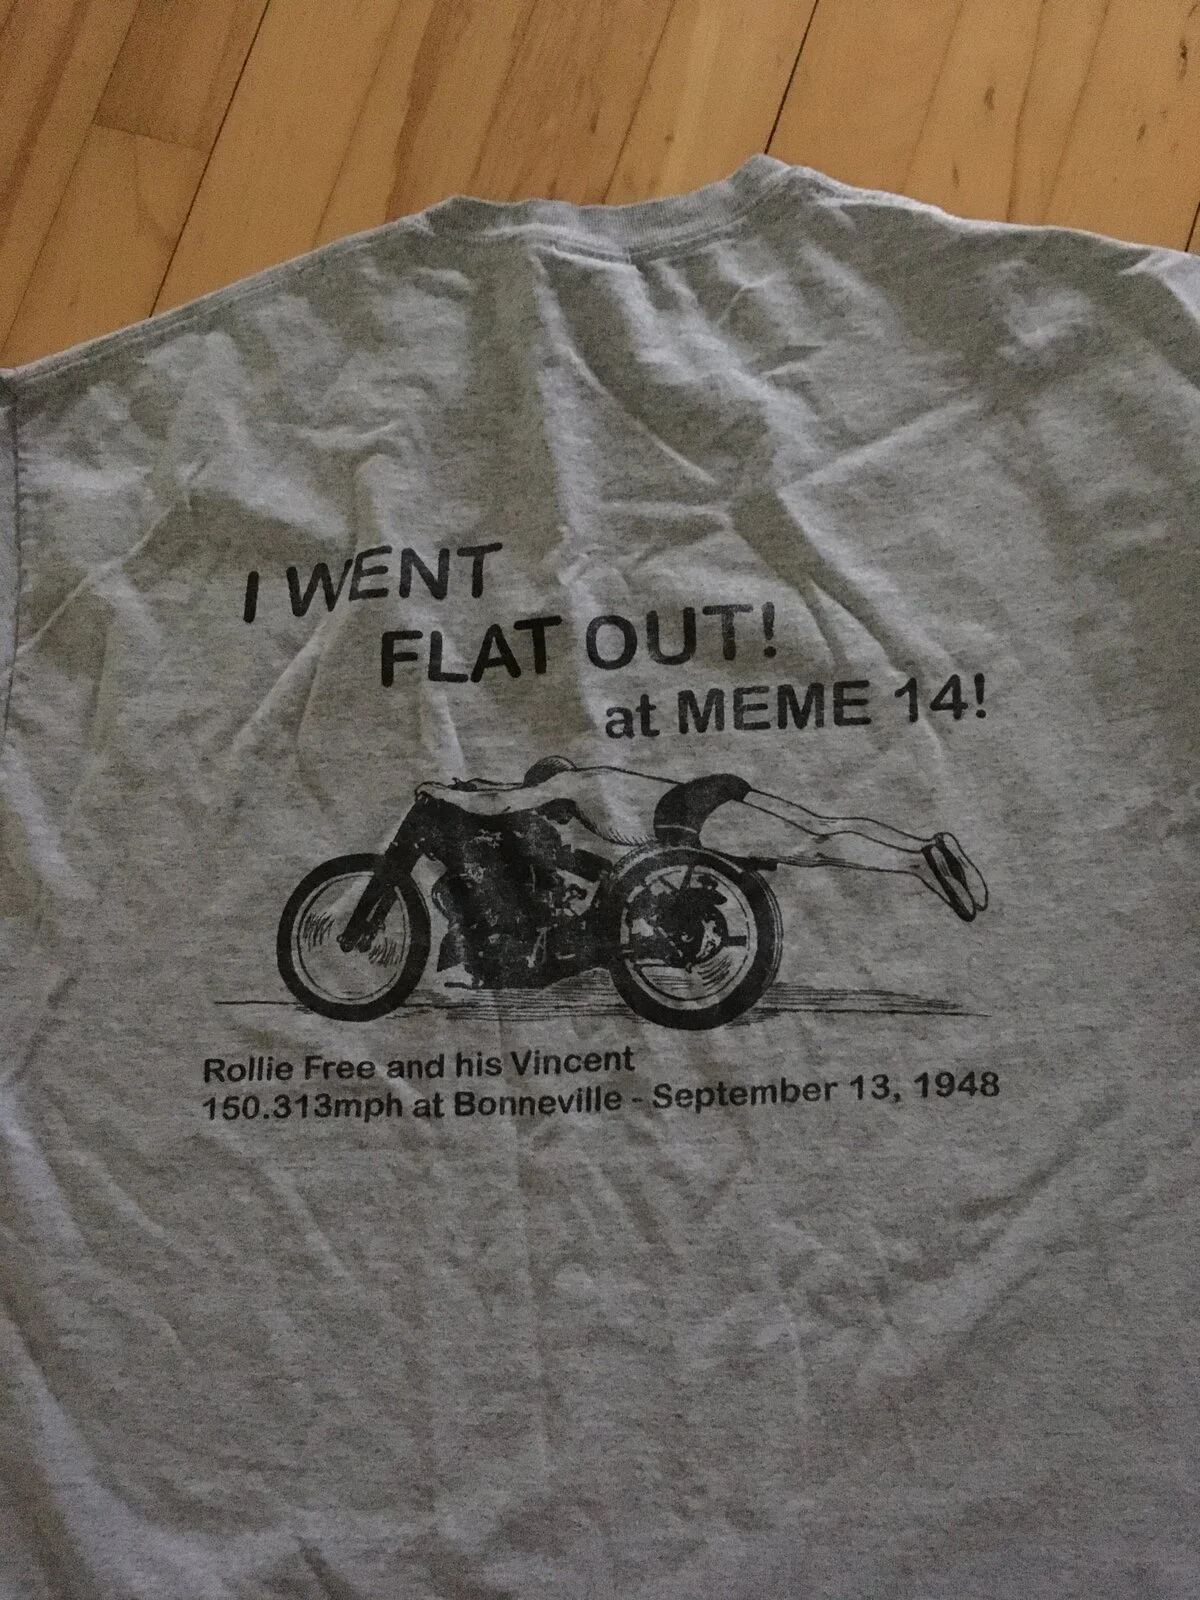 I WENT
FLAT OUT!
at MEME 14!
Rollie Free and his Vincent
150.313mph at Bonneville - September 13, 1948